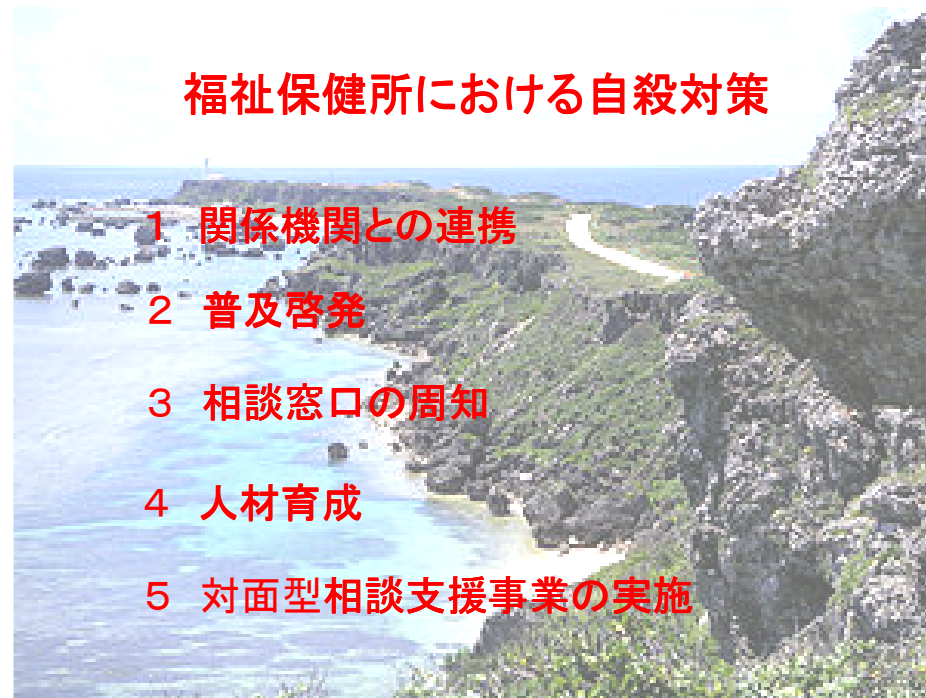 福祉保健所における自殺対策
１　関係機関との連携
２　普及啓発
３　相談窓口の周知
４　人材育成
５　対面型相談支援事業の実施